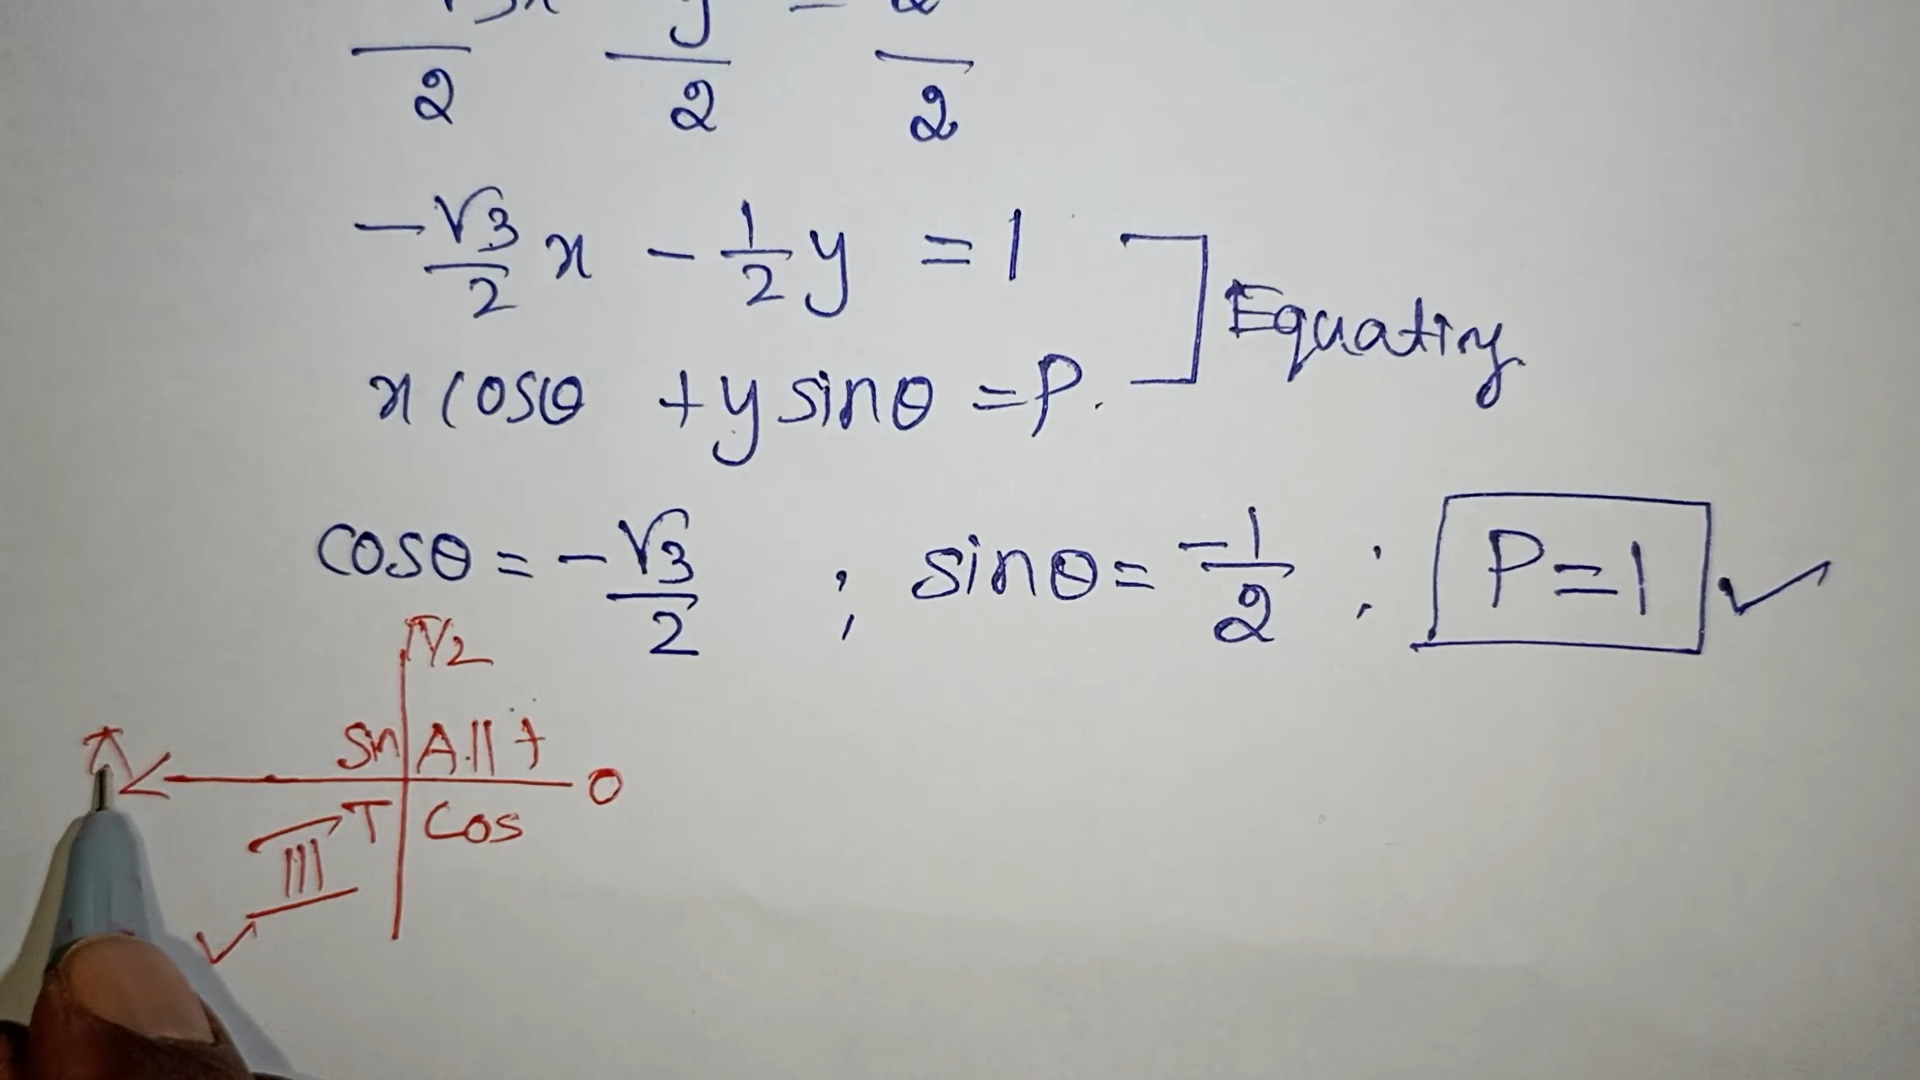 2 2 2
-√3/2 x - 1/2 y = 1
Equating
x cosθ + y sinθ = P.
cosθ = -√3/2 ; sinθ = -1/2 ; P=1
π/2
Sin All +
π 0
T Cos
III